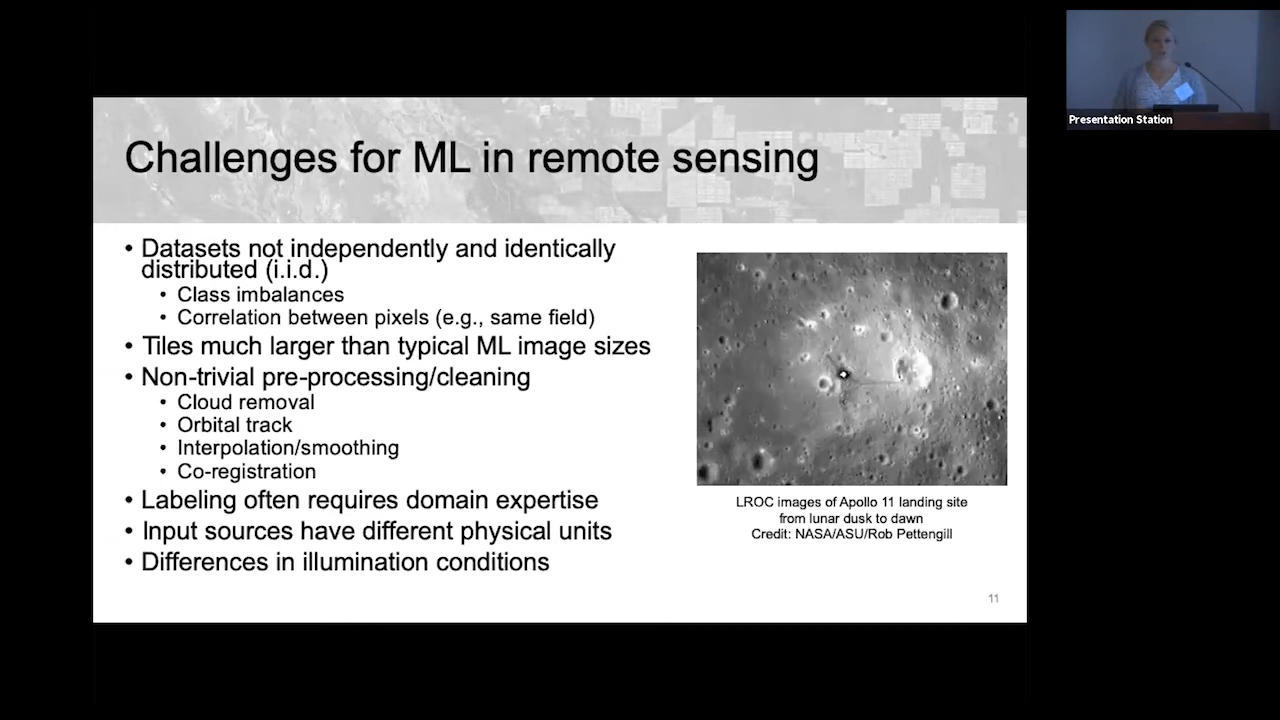 Presentation Station
Challenges for ML in remote sensing
• Datasets not independently and identically
distributed (i.i.d.)
• Class imbalances
• Correlation between pixels (e.g., same field)
• Tiles much larger than typical ML image sizes
• Non-trivial pre-processing/cleaning
• Cloud removal
• Orbital track
• Interpolation/smoothing
• Co-registration
• Labeling often requires domain expertise
• Input sources have different physical units
• Differences in illumination conditions
LROC images of Apollo 11 landing site
from lunar dusk to dawn
Credit: NASA/ASU/Rob Pettengill
11